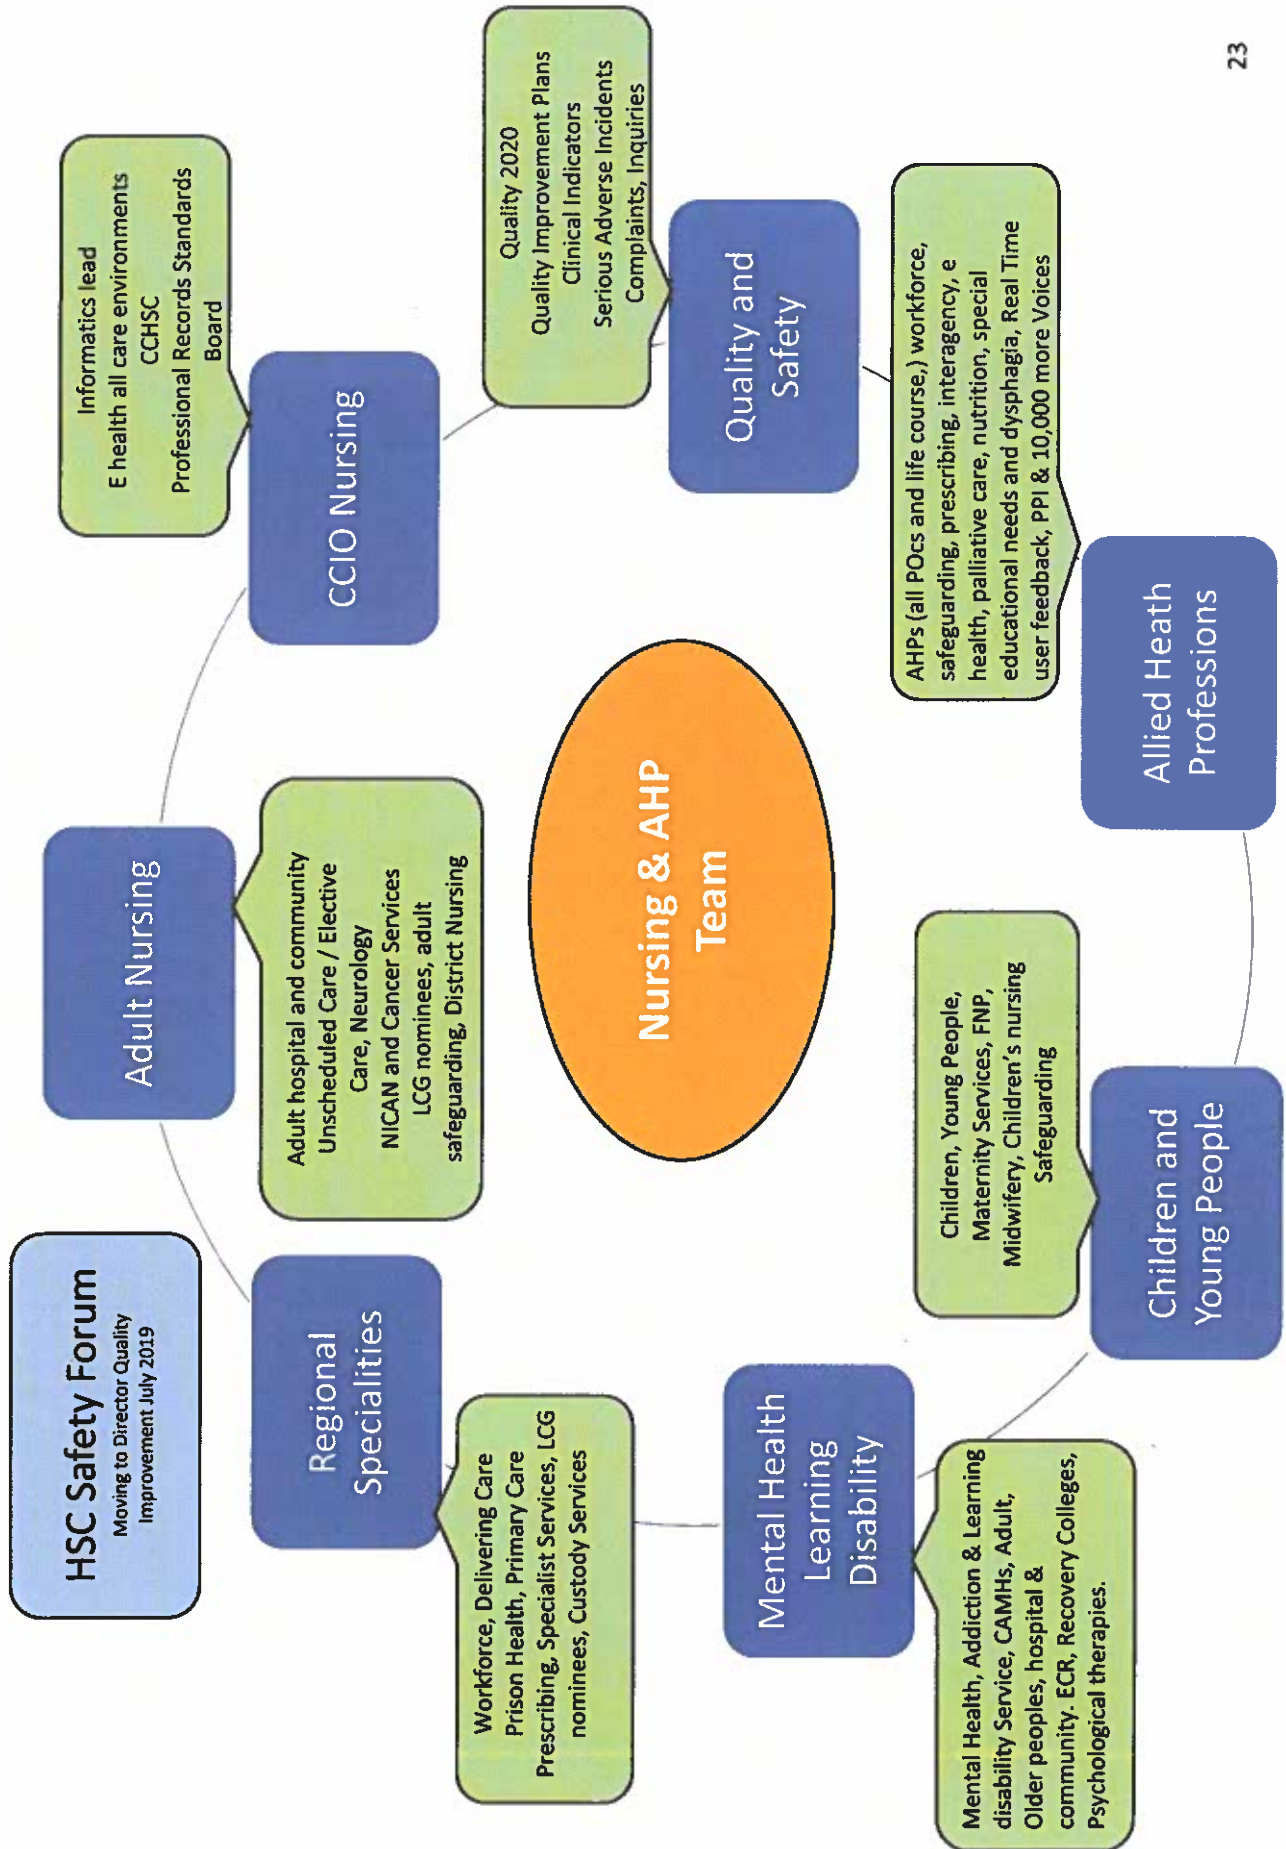 HSC Safety Forum
Moving to Director Quality
Improvement July 2019
Adult Nursing
Adult hospital and community
Unscheduled Care / Elective
Care, Neurology
NICAN and Cancer Services
LCG nominees, adult
safeguarding, District Nursing
CCIO Nursing
Informatics lead
E health all care environments
CCHSC
Professional Records Standards
Board
Quality and
Safety
Quality 2020
Quality Improvement Plans
Clinical Indicators
Serious Adverse Incidents
Complaints, Inquiries
Allied Heath
Professions
AHPs (all POCs and life course,) workforce,
safeguarding, prescribing, interagency, e
health, palliative care, nutrition, special
educational needs and dysphagia, Real Time
user feedback, PPI & 10,000 more Voices
Children and
Young People
Children, Young People,
Maternity Services, FNP,
Midwifery, Children's nursing
Safeguarding
Mental Health
Learning
Disability
Mental Health, Addiction & Learning
disability Service, CAMHs, Adult,
Older peoples, hospital &
community. ECR, Recovery Colleges,
Psychological therapies.
Regional
Specialities
Workforce, Delivering Care
Prison Health, Primary Care
Prescribing, Specialist Services, LCG
nominees, Custody Services
Nursing & AHP
Team
23